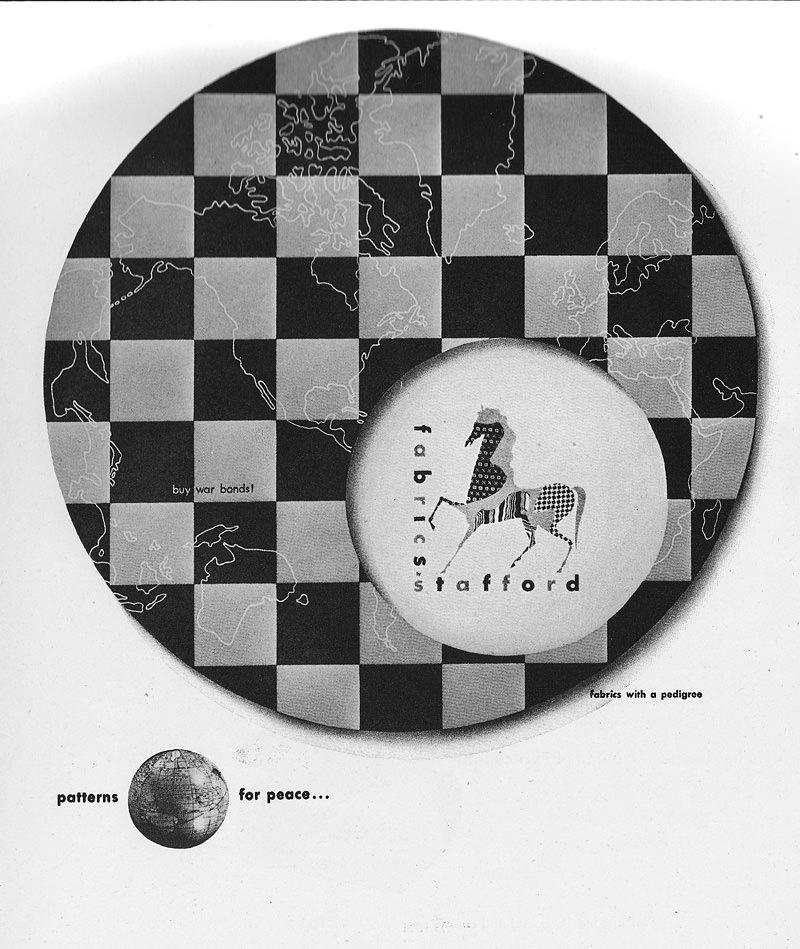 buy war bonds!
fabrics
stafford
fabrics with a pedigree
patterns for peace...